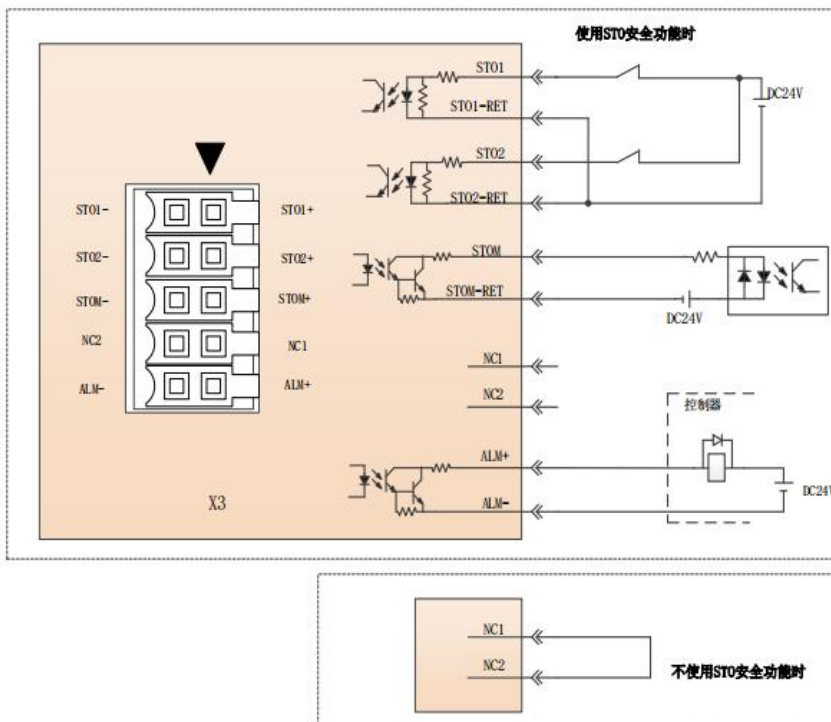 使用STO安全功能时
STO1
DC24V
STO1-RET
STO2
STO2-RET
STO1-
STO1+
STO2-
STO2+
STOM-
STOM+
NC2
NC1
ALM-
ALM+
STOM
STOM-RET
DC24V
NC1
NC2
控制器
ALM+
ALM-
DC24V
X3
NC1
NC2
不使用STO安全功能时